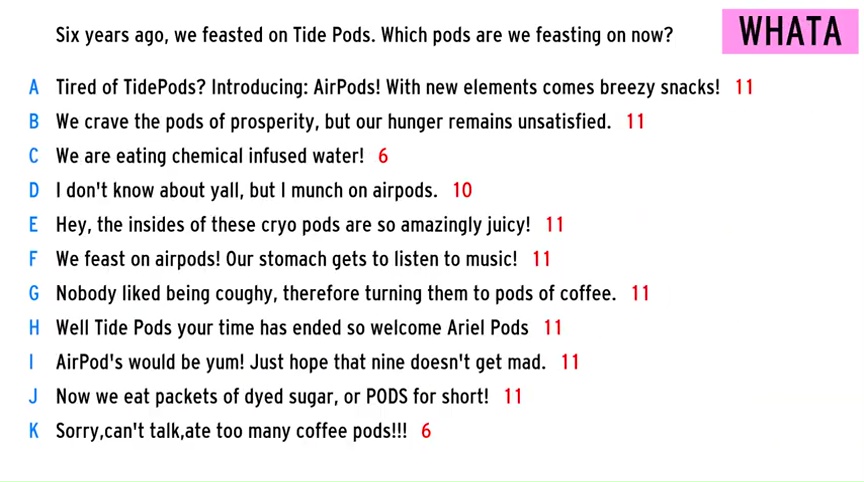 Six years ago, we feasted on Tide Pods. Which pods are we feasting on now?
WHATA
A Tired of TidePods? Introducing: AirPods! With new elements comes breezy snacks! 11
B We crave the pods of prosperity, but our hunger remains unsatisfied. 11
C We are eating chemical infused water! 6
D I don't know about yall, but I munch on airpods. 10
E Hey, the insides of these cryo pods are so amazingly juicy! 11
F We feast on airpods! Our stomach gets to listen to music! 11
G Nobody liked being coughy, therefore turning them to pods of coffee. 11
H Well Tide Pods your time has ended so welcome Ariel Pods 11
I AirPod's would be yum! Just hope that nine doesn't get mad. 11
J Now we eat packets of dyed sugar, or PODS for short! 11
K Sorry,can't talk,ate too many coffee pods!!! 6